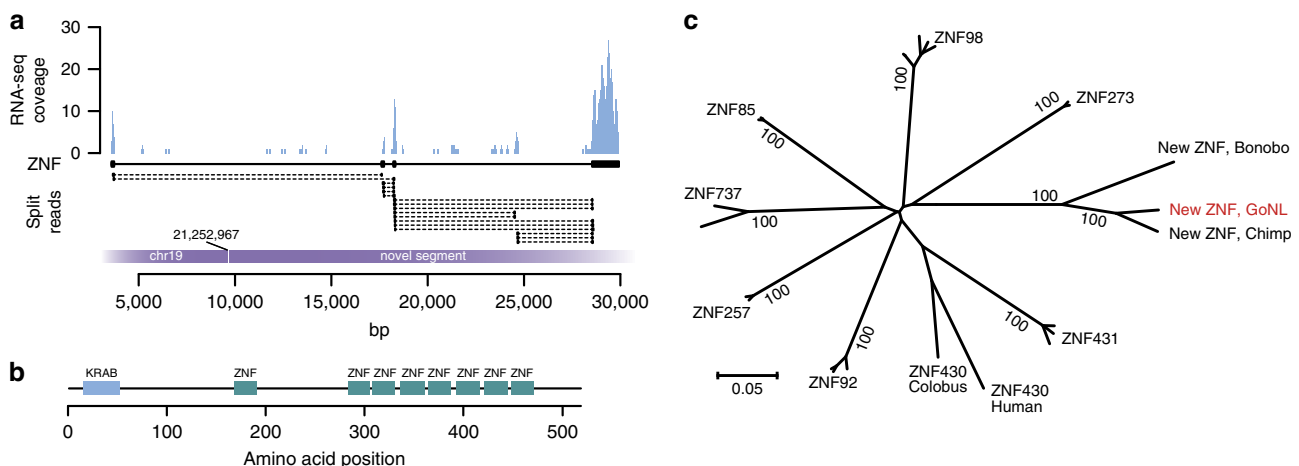 a
30
20
10
0
RNA-seq
coveage
ZNF
Split
reads
21,252,967
chr19
novel segment
5,000
10,000
15,000
20,000
25,000
30,000
bp
b
KRAB
ZNF
ZNF
ZNF
ZNF
ZNF
ZNF
ZNF
ZNF
0
100
200
300
400
500
Amino acid position
c
ZNF98
100
ZNF273
100
ZNF85
100
New ZNF, Bonobo
100
New ZNF, GoNL
100
New ZNF, Chimp
ZNF737
100
ZNF257
100
ZNF431
100
ZNF92
100
ZNF430
Colobus
ZNF430
Human
0.05